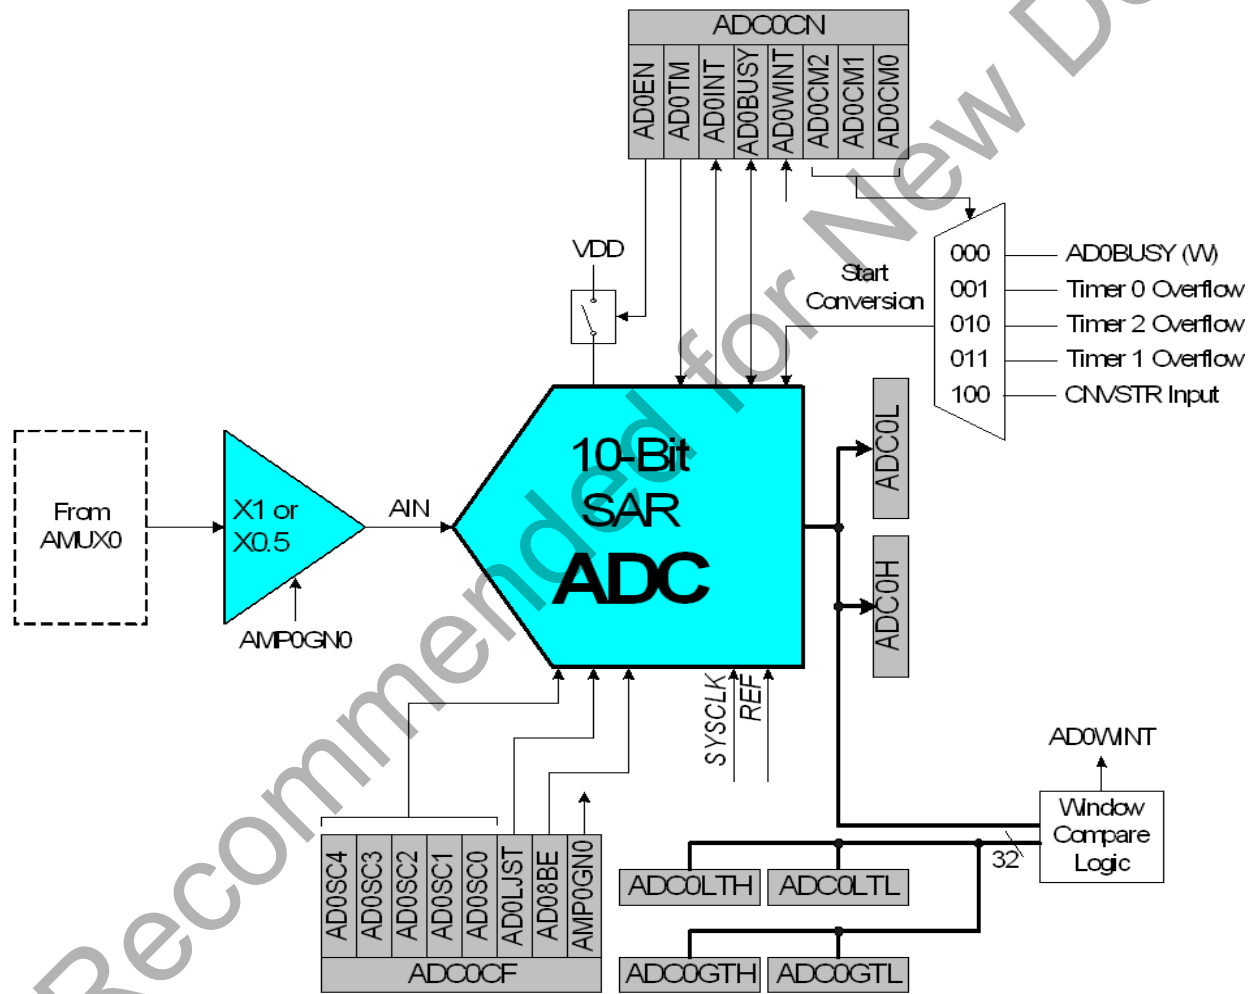 ADC0CN
AD0EN
AD0TM
AD0INT
AD0BUSY
AD0WINT
AD0CM2
AD0CM1
AD0CM0
VDD
Start
Conversion
000
AD0BUSY (W)
001
Timer 0 Overflow
010
Timer 2 Overflow
011
Timer 1 Overflow
100
CNVSTR Input
From
AMUX0
X1 or
X0.5
AMP0GN0
AIN
10-Bit
SAR
ADC
ADC0L
ADC0H
SYSCLK
REF
AD0WINT
Window
Compare
Logic
32
ADC0LTH
ADC0LTL
ADC0GTH
ADC0GTL
AD0SC4
AD0SC3
AD0SC2
AD0SC1
AD0SC0
AD0LJST
AD08BE
AMP0GN0
ADC0CF
Recommended for New De